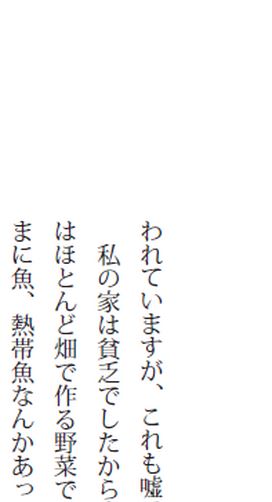 われていますが、これも嘘
私の家は貧乏でしたから
はほとんど畑で作る野菜で
まに魚、熱帯魚なんかあっ